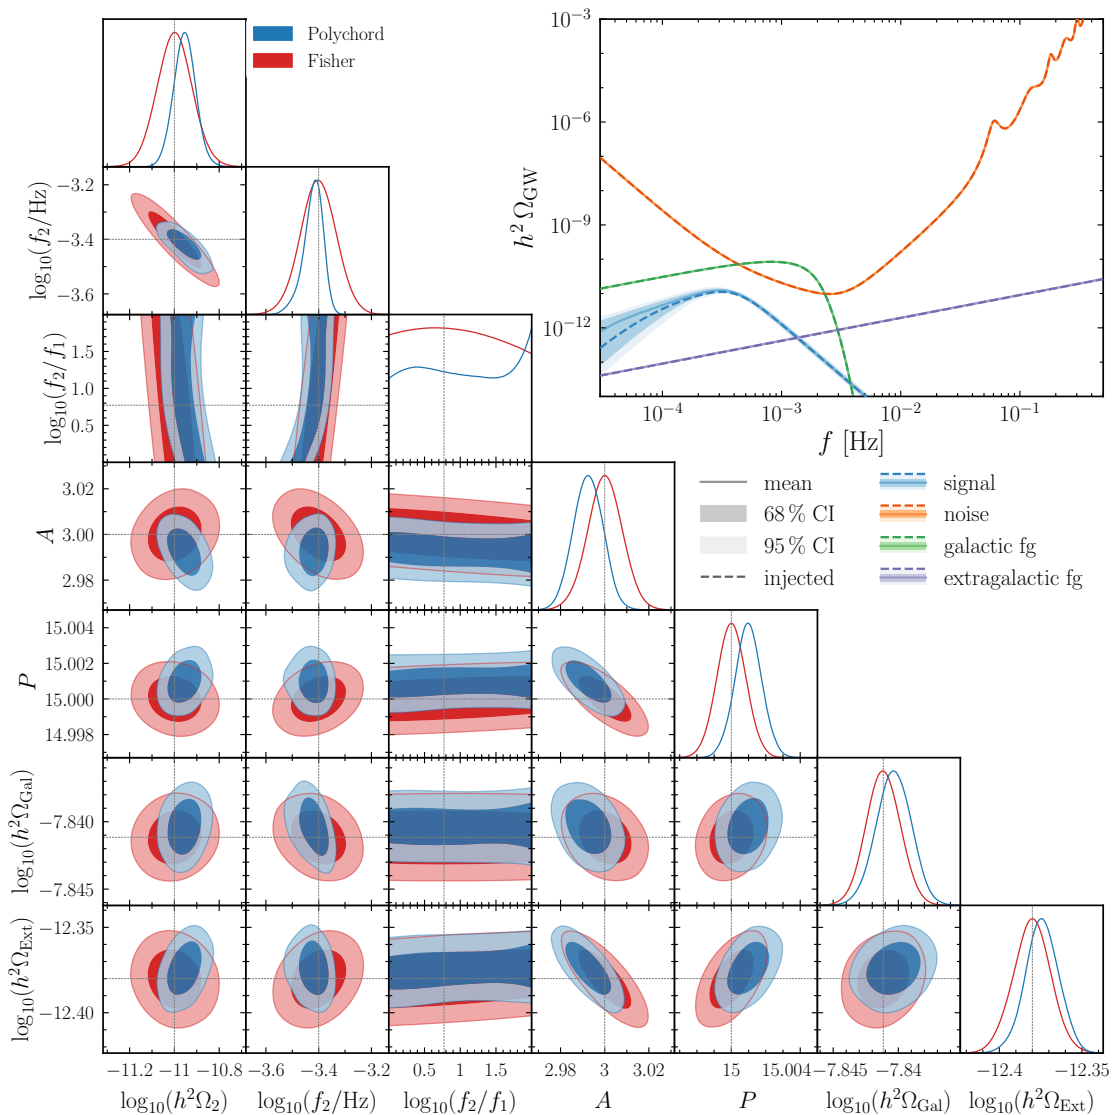 Polychord
Fisher
10⁻³
10⁻⁶
10⁻⁹
10⁻¹²
h² Ω_GW
10⁻⁴ 10⁻³ 10⁻² 10⁻¹
f [Hz]
mean
68 % CI
95 % CI
injected
signal
noise
galactic fg
extragalactic fg
−3.2
−3.4
−3.6
log₁₀(f₂/Hz)
1.5
1.0
0.5
log₁₀(f₂/f₁)
3.02
3.00
2.98
A
15.004
15.002
15.000
14.998
P
−7.840
−7.845
log₁₀(h²Ω_Gal)
−12.35
−12.40
log₁₀(h²Ω_Ext)
−11.2 −11 −10.8
log₁₀(h²Ω₂)
−3.6 −3.4 −3.2
log₁₀(f₂/Hz)
0.5 1 1.5
log₁₀(f₂/f₁)
2.98 3 3.02
A
15 15.004
P
−7.845 −7.84
log₁₀(h²Ω_Gal)
−12.4 −12.35
log₁₀(h²Ω_Ext)